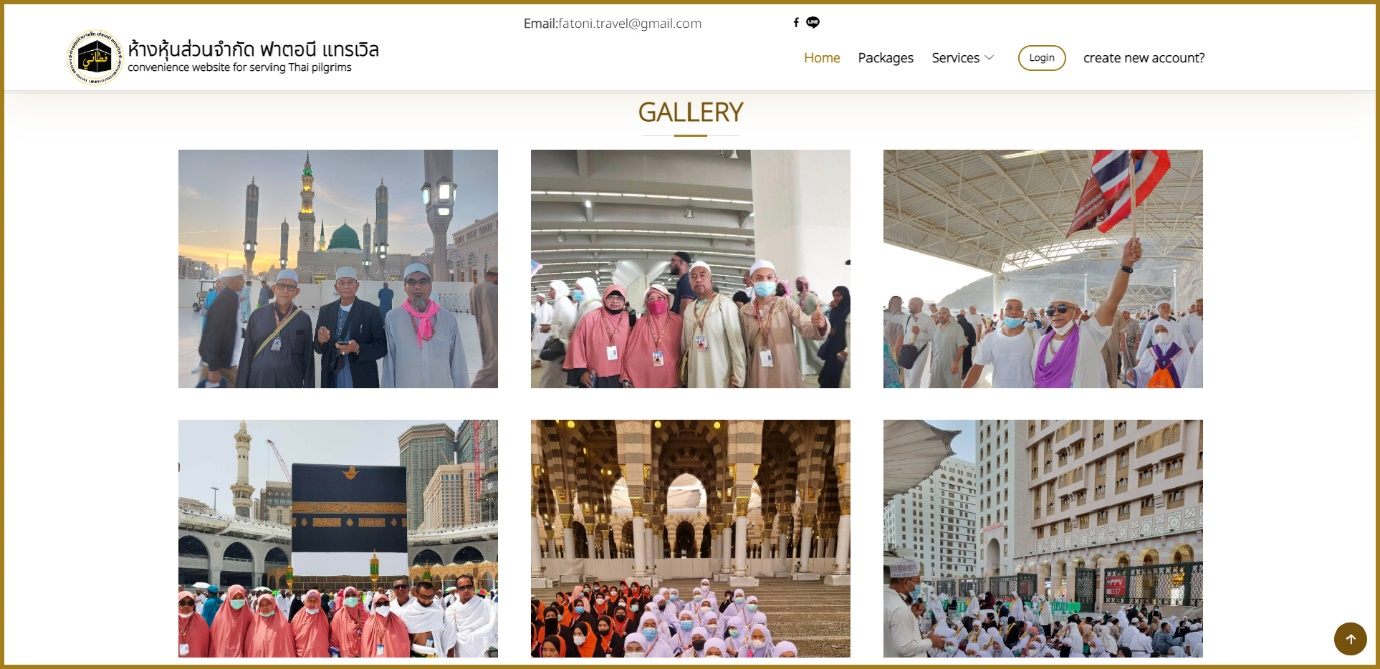 Email:fatoni.travel@gmail.com
ห้างหุ้นส่วนจำกัด ฟาตอนี แทรเวิล
convenience website for serving Thai pilgrims
فطاني
Home Packages Services Login create new account?
GALLERY